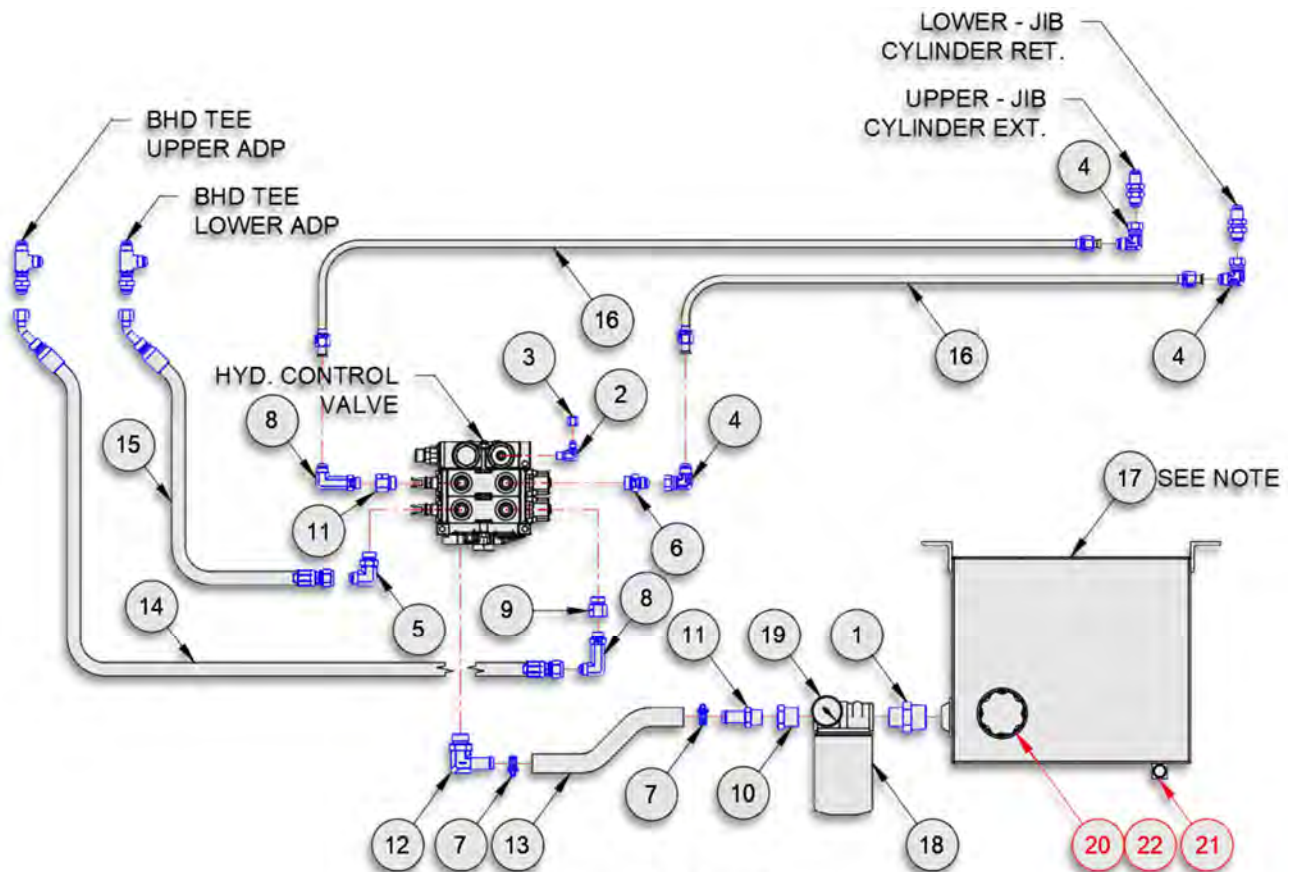 LOWER - JIB
CYLINDER RET.
UPPER - JIB
CYLINDER EXT.
BHD TEE
UPPER ADP
4
BHD TEE
LOWER ADP
16
16
4
3
HYD. CONTROL
VALVE
2
8
4
15
17 SEE NOTE
11
6
14
5
9
8
11
19
1
7
10
12
7
13
18
20
22
21